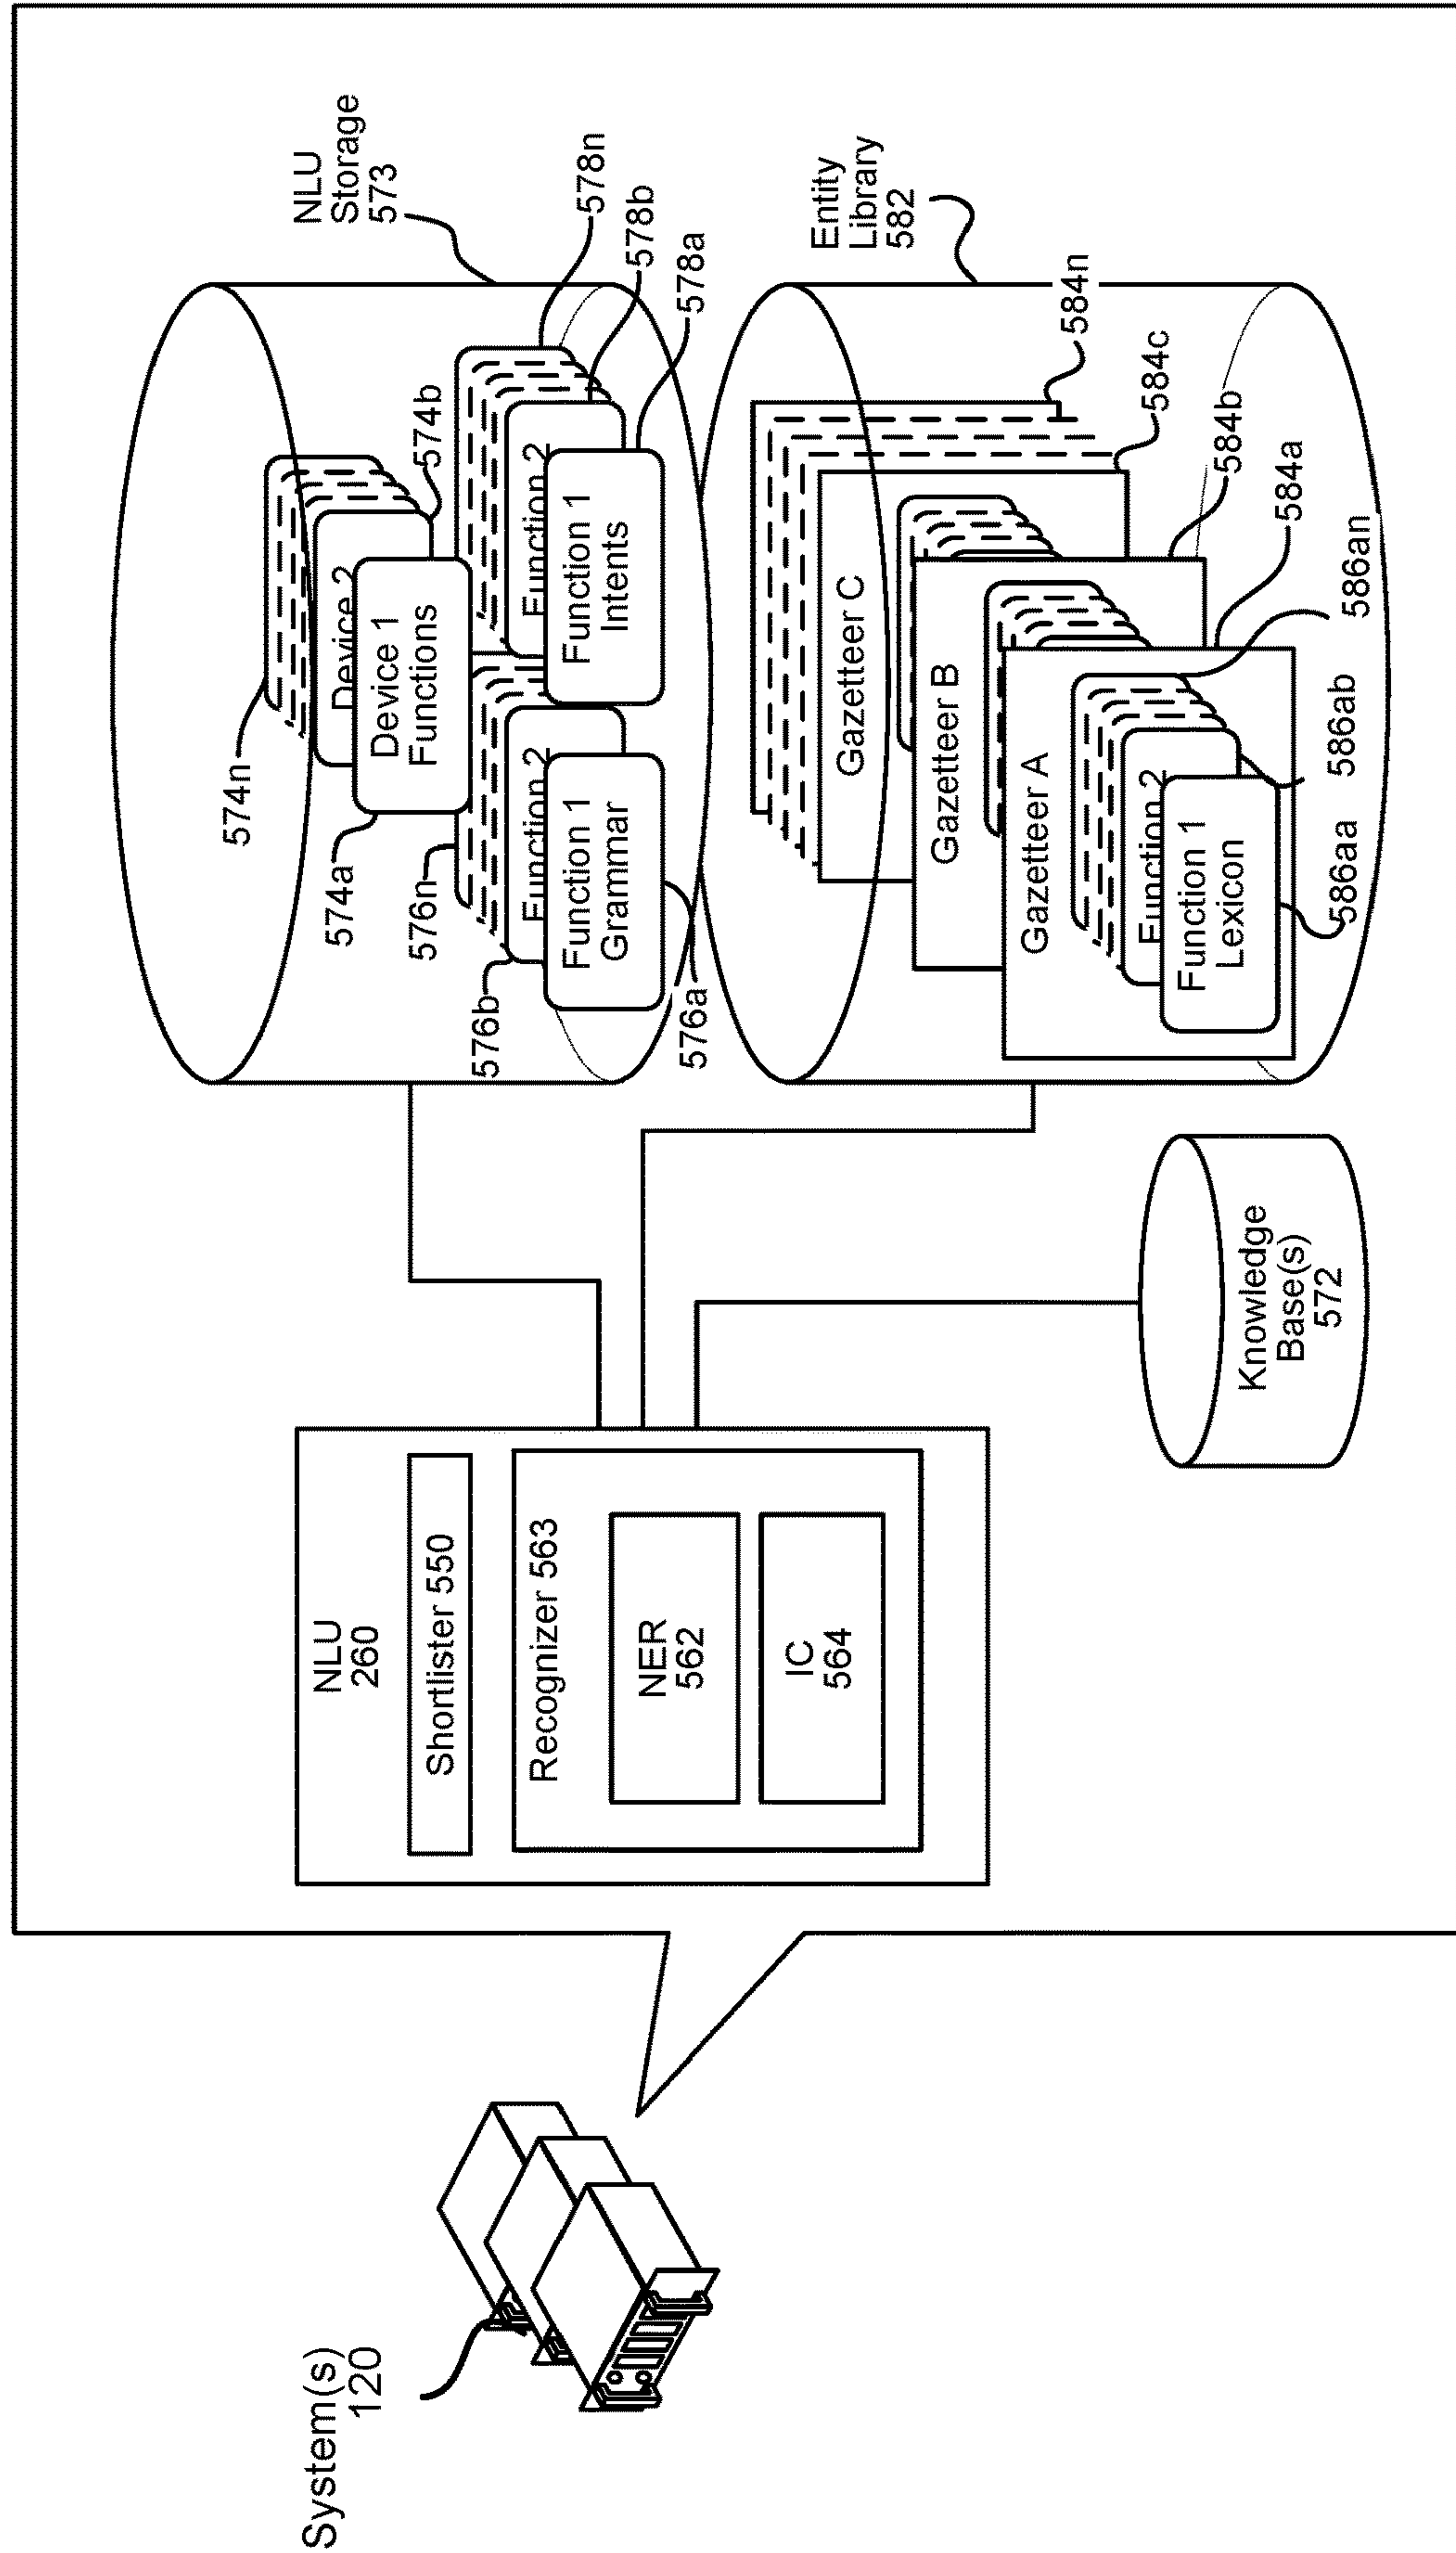 System(s)
120
NLU
260
Shortlister 550
Recognizer 563
NER
562
IC
564
NLU
Storage
573
574n
574a
574b
Device 2
Device 1
Functions
576n
576b
576a
Function 2
Function 1
Grammar
578n
578b
578a
Function 2
Function 1
Intents
Entity
Library
582
584n
584c
584b
584a
Gazetteer C
Gazetteer B
Gazetteer A
Function 2
Function 1
Lexicon
586an
586ab
586aa
Knowledge
Base(s)
572